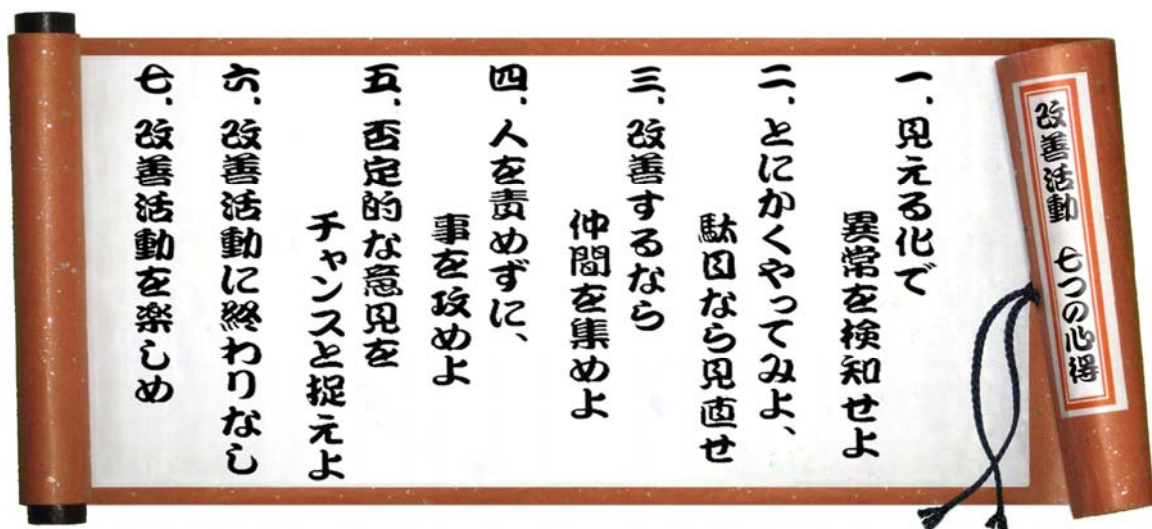 改善活動 七つの心得
一、見える化で
異常を検知せよ
二、とにかくやってみよ、
駄目なら見直せ
三、改善するなら
仲間を集めよ
四、人を責めずに、
事を攻めよ
五、否定的な意見を
チャンスと捉えよ
六、改善活動に終わりなし
七、改善活動を楽しめ